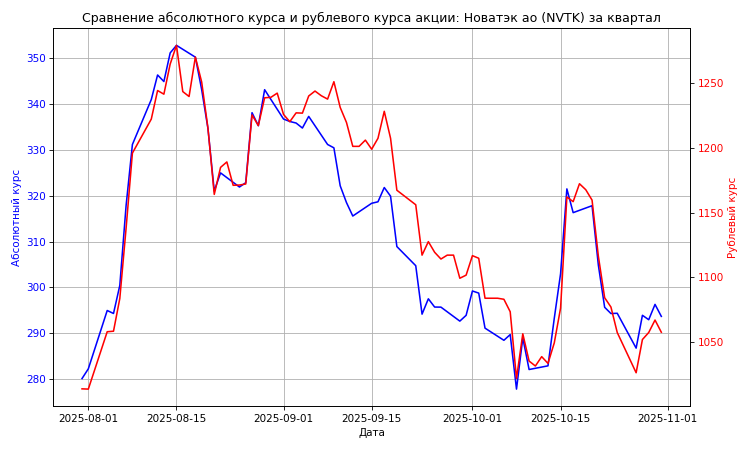 Сравнение абсолютного курса и рублевого курса акции: Новатэк ао (NVTK) за квартал
Абсолютный курс
350
340
330
320
310
300
290
280
1250
1200
1150
1100
1050
Рублевый курс
2025-08-01 2025-08-15 2025-09-01 2025-09-15 2025-10-01 2025-10-15 2025-11-01
Дата